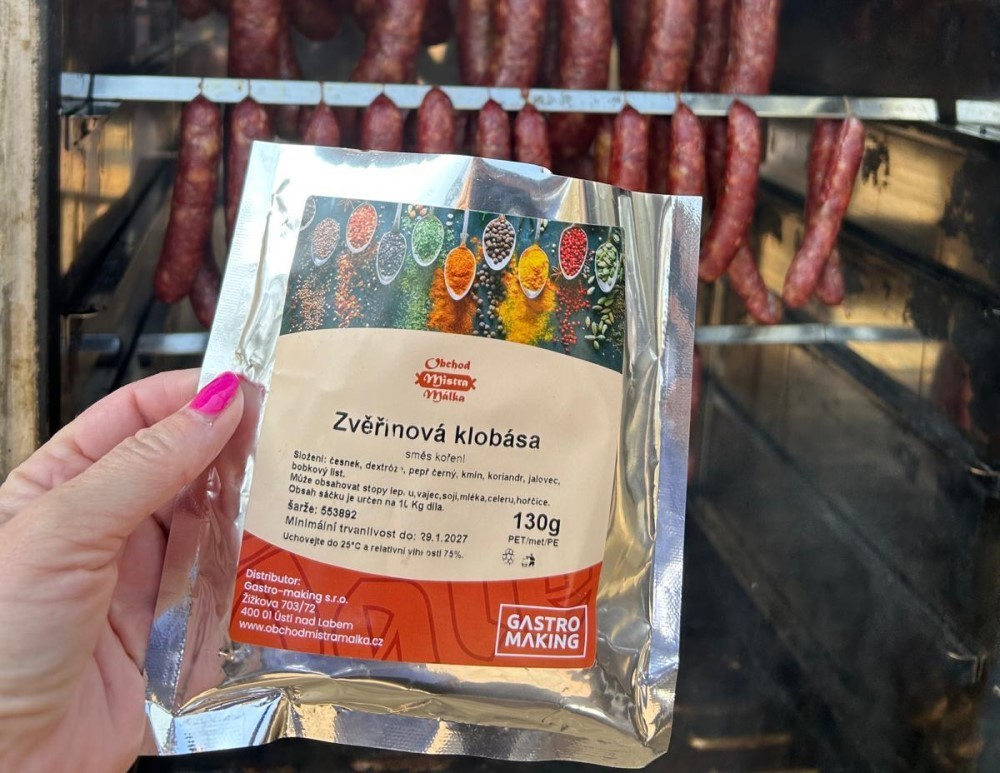 Obchod
Mistra
Málka
Zvěřinová klobása
směs koření
Složení: česnek, dextróza, pepř černý, kmín, koriandr, jalovec,
bobkový list.
Může obsahovat stopy lepku,vajec,sóji,mléka,celeru,hořčice.
Obsah sáčku je určen na 10 Kg díla.
šarže: 553892
130g
Minimální trvanlivost do: 29.1.2027
PET/met/PE
Uchovejte do 25°C a relativní vlhkosti 75%.
Distributor:
Gastro-making s.r.o.
Žižkova 703/72
400 01 Ústí nad Labem
www.obchodmistramalka.cz
GASTRO
MAKING